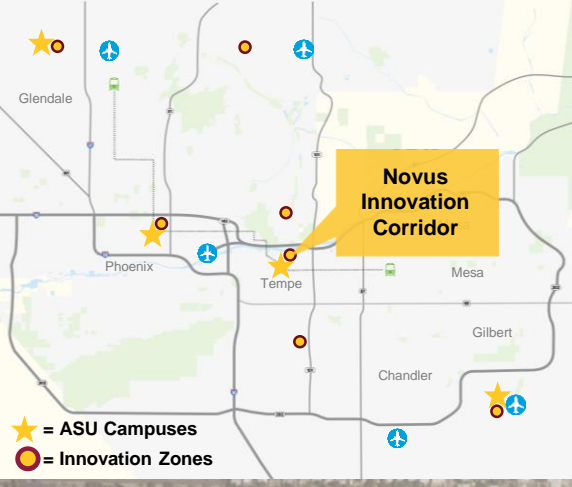 Glendale
Novus
Innovation
Corridor
Phoenix
Tempe
Mesa
Gilbert
Chandler
= ASU Campuses
= Innovation Zones